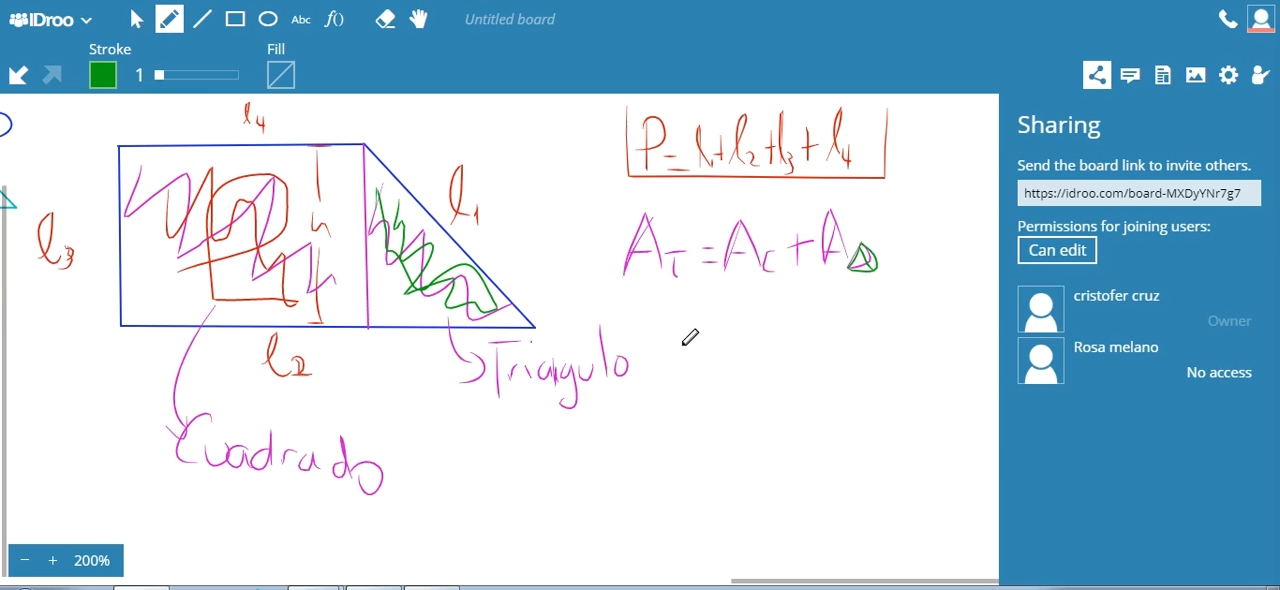 IDroo
Abc
f()
Untitled board
Stroke
Fill
1
l4
P=l1+l2+l3+l4
l1
l3
h
AT=AC+AΔ
l2
Triangulo
Cuadrado
200%
Sharing
Send the board link to invite others.
https://idroo.com/board-MXDyYNr7g7
Permissions for joining users:
Can edit
cristofer cruz
Owner
Rosa melano
No access